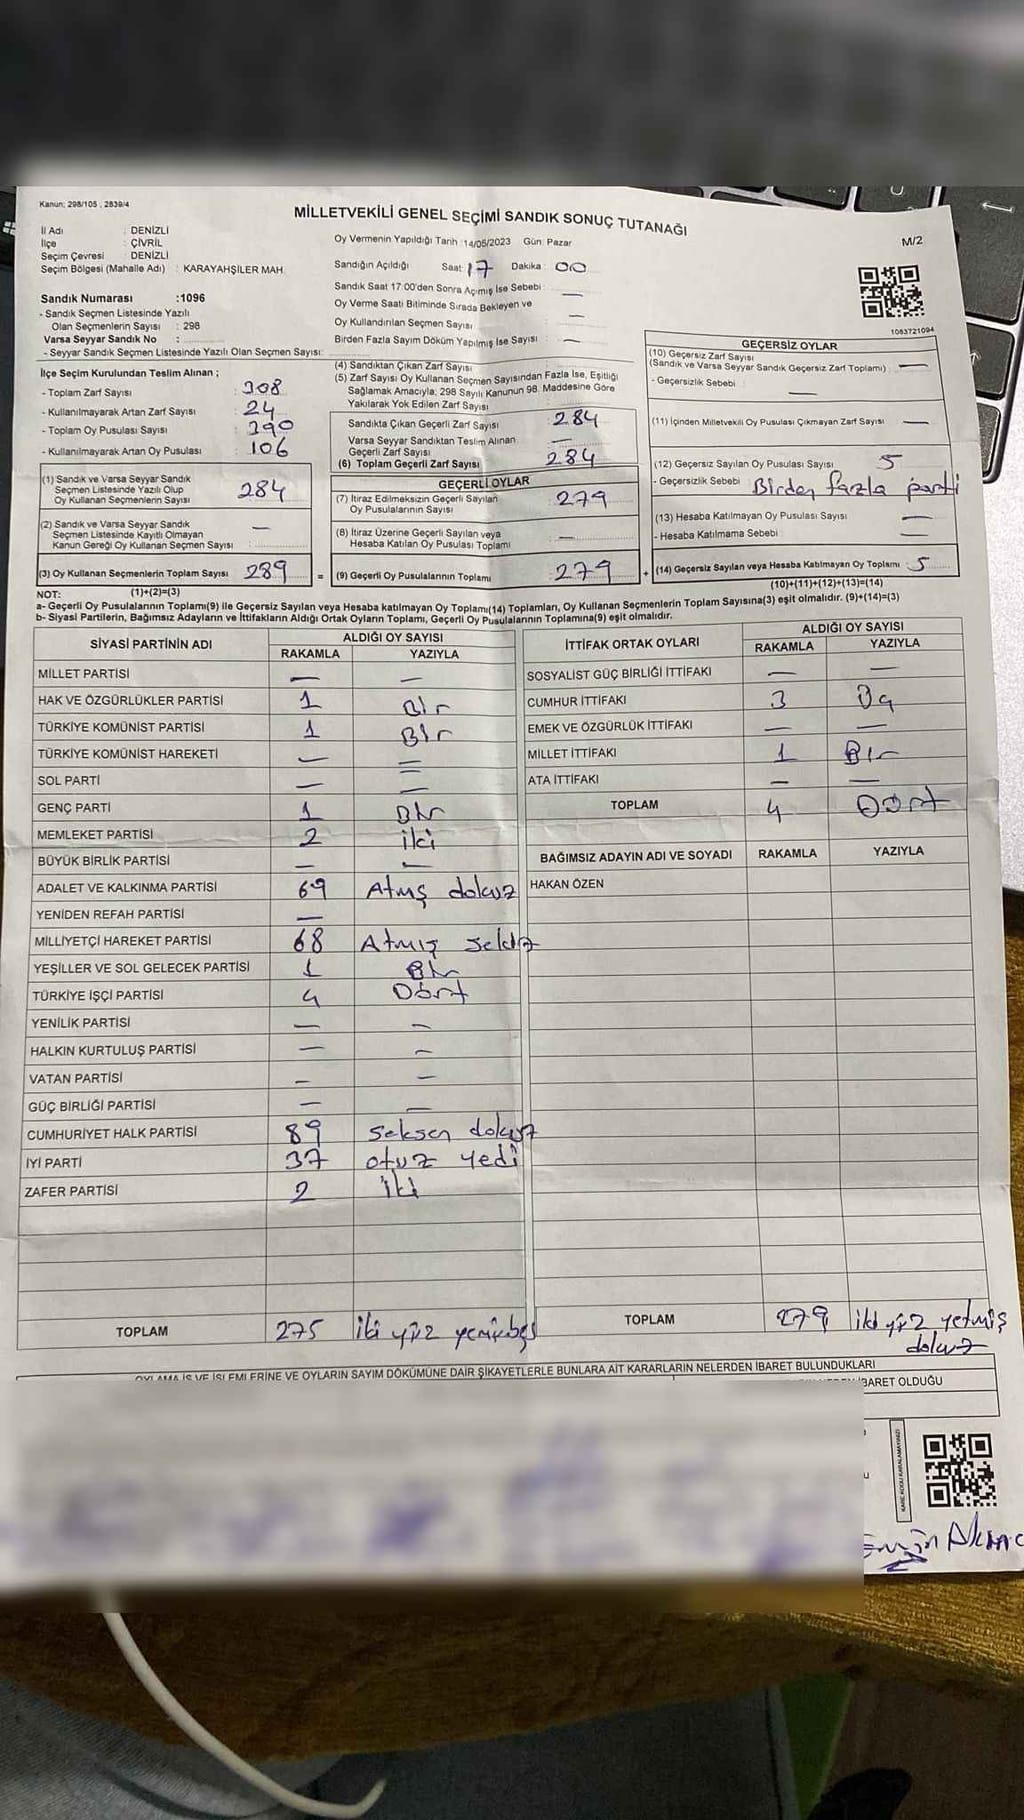 Kanun: 298/105 ; 2839/4
MİLLETVEKİLİ GENEL SEÇİMİ SANDIK SONUÇ TUTANAĞI
M/2
İl Adı : DENİZLİ
İlçe : ÇİVRİL
Seçim Çevresi : DENİZLİ
Seçim Bölgesi (Mahalle Adı) : KARAYAHŞİLER MAH.
Sandık Numarası :1096
- Sandık Seçmen Listesinde Yazılı
Olan Seçmenlerin Sayısı : 298
Varsa Seyyar Sandık No :
- Seyyar Sandık Seçmen Listesinde Yazılı Olan Seçmen Sayısı:
Oy Vermenin Yapıldığı Tarih :14/05/2023 Gün: Pazar
Sandığın Açıldığı Saat: 17 Dakika : 00
Sandık Saat 17:00'den Sonra Açımış İse Sebebi : —
Oy Verme Saati Bitiminde Sırada Bekleyen ve
Oy Kullandırılan Seçmen Sayısı : —
Birden Fazla Sayım Döküm Yapılmış İse Sayısı : —
1083721094
İlçe Seçim Kurulundan Teslim Alınan ;
- Toplam Zarf Sayısı : 308
- Kullanılmayarak Artan Zarf Sayısı : 24
- Toplam Oy Pusulası Sayısı : 390
- Kullanılmayarak Artan Oy Pusulası : 106
(4) Sandıktan Çıkan Zarf Sayısı
(5) Zarf Sayısı Oy Kullanan Seçmen Sayısından Fazla İse, Eşitliği
Sağlamak Amacıyla, 298 Sayılı Kanunun 98. Maddesine Göre
Yakılarak Yok Edilen Zarf Sayısı
Sandıkta Çıkan Geçerli Zarf Sayısı : 284
Varsa Seyyar Sandıktan Teslim Alınan
Geçerli Zarf Sayısı : —
(6) Toplam Geçerli Zarf Sayısı : 284
GEÇERSİZ OYLAR
(10) Geçersiz Zarf Sayısı
(Sandık ve Varsa Seyyar Sandık Geçersiz Zarf Toplamı) : —
- Geçersizlik Sebebi : —
(11) İçinden Milletvekili Oy Pusulası Çıkmayan Zarf Sayısı : —
(12) Geçersiz Sayılan Oy Pusulası Sayısı : 5
- Geçersizlik Sebebi : Birden fazla parti
(13) Hesaba Katılmayan Oy Pusulası Sayısı : —
- Hesaba Katılmama Sebebi : —
(14) Geçersiz Sayılan veya Hesaba Katılmayan Oy Toplamı : 5
(10)+(11)+(12)+(13)=(14)
(1) Sandık ve Varsa Seyyar Sandık
Seçmen Listesinde Yazılı Olup
Oy Kullanan Seçmenlerin Sayısı : 284
(2) Sandık ve Varsa Seyyar Sandık
Seçmen Listesinde Kayıtlı Olmayan
Kanun Gereği Oy Kullanan Seçmen Sayısı : —
(3) Oy Kullanan Seçmenlerin Toplam Sayısı : 289
(1)+(2)=(3)
GEÇERLİ OYLAR
(7) İtiraz Edilmeksizin Geçerli Sayılan
Oy Pusulalarının Sayısı : 279
(8) İtiraz Üzerine Geçerli Sayılan veya
Hesaba Katılan Oy Pusulası Toplamı : —
= (9) Geçerli Oy Pusulalarının Toplamı : 279 +
NOT:
a- Geçerli Oy Pusulalarının Toplamı(9) ile Geçersiz Sayılan veya Hesaba katılmayan Oy Toplamı(14) Toplamları, Oy Kullanan Seçmenlerin Toplam Sayısına(3) eşit olmalıdır. (9)+(14)=(3)
b- Siyasi Partilerin, Bağımsız Adayların ve İttifakların Aldığı Ortak Oyların Toplamı, Geçerli Oy Pusulalarının Toplamına(9) eşit olmalıdır.
SİYASİ PARTİNİN ADI ALDIĞI OY SAYISI
RAKAMLA YAZIYLA
MİLLET PARTİSİ — —
HAK VE ÖZGÜRLÜKLER PARTİSİ 1 Bir
TÜRKİYE KOMÜNİST PARTİSİ 1 Bir
TÜRKİYE KOMÜNİST HAREKETİ — =
SOL PARTİ — —
GENÇ PARTİ 1 Bir
MEMLEKET PARTİSİ 2 iki
BÜYÜK BİRLİK PARTİSİ — —
ADALET VE KALKINMA PARTİSİ 69 Atmış dokuz
YENİDEN REFAH PARTİSİ —
MİLLİYETÇİ HAREKET PARTİSİ 68 Atmış sekiz
YEŞİLLER VE SOL GELECEK PARTİSİ 1 Bir
TÜRKİYE İŞÇİ PARTİSİ 4 Dört
YENİLİK PARTİSİ — —
HALKIN KURTULUŞ PARTİSİ — —
VATAN PARTİSİ — —
GÜÇ BİRLİĞİ PARTİSİ — —
CUMHURİYET HALK PARTİSİ 89 Seksen dokuz
İYİ PARTİ 37 otuz yedi
ZAFER PARTİSİ 2 iki
TOPLAM 275 iki yüz
İTTİFAK ORTAK OYLARI ALDIĞI OY SAYISI
RAKAMLA YAZIYLA
SOSYALİST GÜÇ BİRLİĞİ İTTİFAKI — —
CUMHUR İTTİFAKI 3 Üç
EMEK VE ÖZGÜRLÜK İTTİFAKI — —
MİLLET İTTİFAKI 1 Bir
ATA İTTİFAKI — —
TOPLAM 4 Dört
BAĞIMSIZ ADAYIN ADI VE SOYADI RAKAMLA YAZIYLA
HAKAN ÖZEN
TOPLAM 279 iki yüz yetmiş
dokuz
OYLAMA İŞ VE İŞLEMLERİNE VE OYLARIN SAYIM DÖKÜMÜNE DAİR ŞİKAYETLERLE BUNLARA AİT KARARLARIN NELERDEN İBARET BULUNDUKLARI
İBARET OLDUĞU
KARE KODU KARALAMAYINIZ!